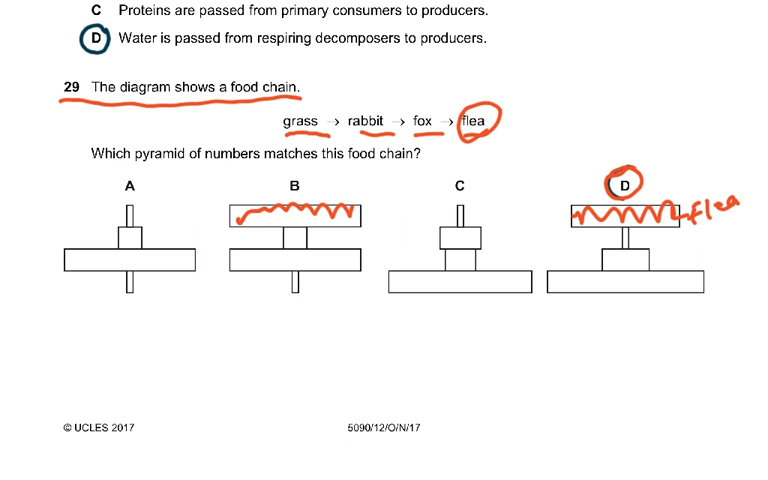 C Proteins are passed from primary consumers to producers.
D Water is passed from respiring decomposers to producers.
29 The diagram shows a food chain.
grass → rabbit → fox → flea
Which pyramid of numbers matches this food chain?
A B C D
flea
© UCLES 2017 5090/12/O/N/17